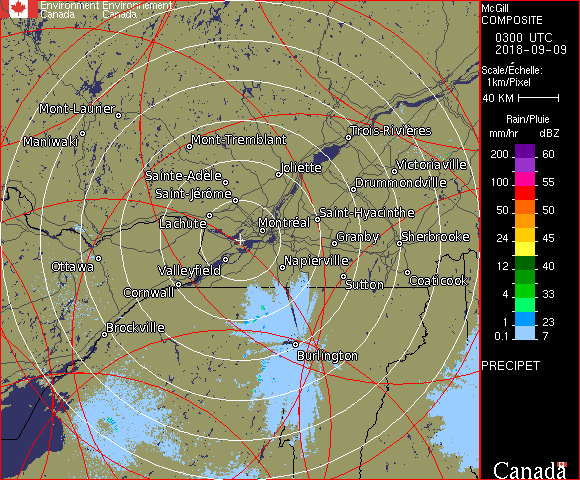 Environment Environnement
Canada Canada
McGill
COMPOSITE
0300 UTC
2018-09-09
Scale/Échelle:
1km/Pixel
40 KM
Rain/Pluie
mm/hr dBZ
200 60
100 55
50 50
24 45
12 40
4 33
1 23
0.1 7
PRECIPET
Canada
Mont-Laurier
Maniwaki
Mont-Tremblant
Trois-Rivières
Sainte-Adèle
Joliette
Victoriaville
Saint-Jérôme
Drummondville
Lachute
Montréal
Saint-Hyacinthe
Granby
Sherbrooke
Ottawa
Valleyfield
Napierville
Cornwall
Sutton
Coaticook
Brockville
Burlington